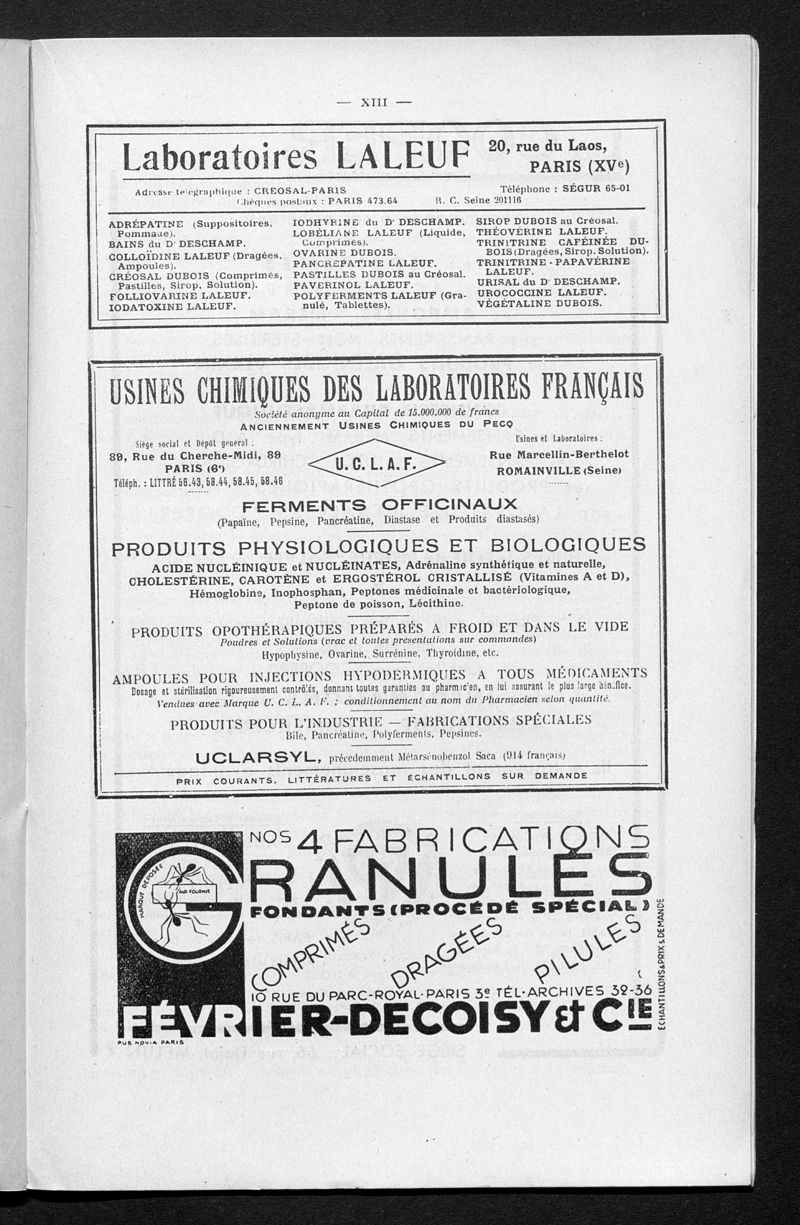 — XIII —
Laboratoires LALEUF
20, rue du Laos,
PARIS (XVe)
Adresse télégraphique : CREOSAL-PARIS
Téléphone : SÉGUR 65-01
Chèques postaux : PARIS 473.64
R. C. Seine 201116
ADRÉPATINE (Suppositoires,
Pommade).
BAINS du Dr DESCHAMP.
COLLOÏDINE LALEUF (Dragées,
Ampoules).
CRÉOSAL DUBOIS (Comprimés,
Pastilles, Sirop, Solution).
FOLLIOVARINE LALEUF.
IODATOXINE LALEUF.
IODHYRINE du Dr DESCHAMP.
LOBÉLIANE LALEUF (Liquide,
Comprimés).
OVARINE DUBOIS.
PANCRÉPATINE LALEUF.
PASTILLES DUBOIS au Créosal.
PAVERINOL LALEUF.
POLYFERMENTS LALEUF (Gra-
nulé, Tablettes).
SIROP DUBOIS au Créosal.
THÉOVÉRINE LALEUF.
TRINITRINE CAFÉINÉE DU-
BOIS (Dragées, Sirop, Solution).
TRINITRINE - PAPAVÉRINE
LALEUF.
URISAL du Dr DESCHAMP.
UROCOCCINE LALEUF.
VÉGÉTALINE DUBOIS.
USINES CHIMIQUES DES LABORATOIRES FRANÇAIS
Société anonyme au Capital de 15.000.000 de francs
ANCIENNEMENT USINES CHIMIQUES DU PECQ
Siège social et Dépôt général :
89, Rue du Cherche-Midi, 89
PARIS (6e)
Téléph. : LITTRÉ 58.43, 58.44, 58.45, 58.46
U. C. L. A. F.
Usines et Laboratoires :
Rue Marcellin-Berthelot
ROMAINVILLE (Seine)
FERMENTS OFFICINAUX
(Papaïne, Pepsine, Pancréatine, Diastase et Produits diastasés)
PRODUITS PHYSIOLOGIQUES ET BIOLOGIQUES
ACIDE NUCLÉINIQUE et NUCLÉINATES, Adrénaline synthétique et naturelle,
CHOLESTÉRINE, CAROTÈNE et ERGOSTÉROL CRISTALLISÉ (Vitamines A et D),
Hémoglobine, Inophosphan, Peptones médicinale et bactériologique,
Peptone de poisson, Lécithine.
PRODUITS OPOTHÉRAPIQUES PRÉPARÉS A FROID ET DANS LE VIDE
Poudres et Solutions (vrac et toutes présentations sur commandes)
Hypophysine, Ovarine, Surrénine, Thyroïdine, etc.
AMPOULES POUR INJECTIONS HYPODERMIQUES A TOUS MÉDICAMENTS
Dosage et stérilisation rigoureusement contrôlés, donnant toutes garanties au pharmacien, en lui assurant le plus large bénéfice.
Vendues avec Marque U. C. L. A. F. ; conditionnement au nom du Pharmacien selon quantité.
PRODUITS POUR L'INDUSTRIE — FABRICATIONS SPÉCIALES
Bile, Pancréatine, Polyferments, Pepsines.
UCLARSYL, précédemment Métarsénobenzol Saca (914 français)
PRIX COURANTS, LITTÉRATURES ET ÉCHANTILLONS SUR DEMANDE
NOS 4 FABRICATIONS
GRANULES
FONDANTS (PROCÉDÉ SPÉCIAL)
MARQUE DÉPOSÉE
AUX FOURMIS
COMPRIMÉS
DRAGÉES
PILULES
10 RUE DU PARC-ROYAL-PARIS 3e TÉL-ARCHIVES 32-36
FÉVRIER-DECOISY & CIE
ECHANTILLONS & PRIX & DEMANDE
PUB NOVIA PARIS